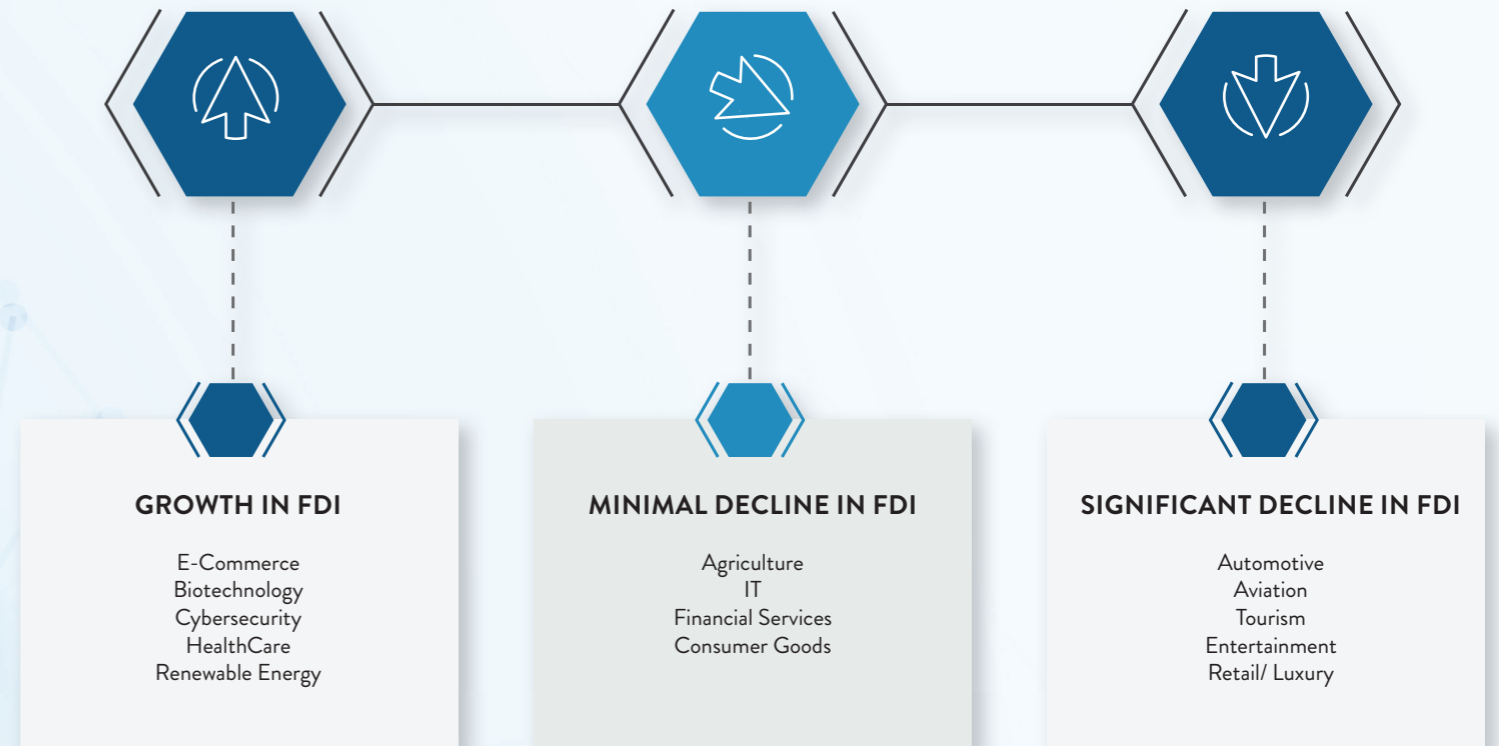 GROWTH IN FDI
E-Commerce
Biotechnology
Cybersecurity
HealthCare
Renewable Energy
MINIMAL DECLINE IN FDI
Agriculture
IT
Financial Services
Consumer Goods
SIGNIFICANT DECLINE IN FDI
Automotive
Aviation
Tourism
Entertainment
Retail/ Luxury